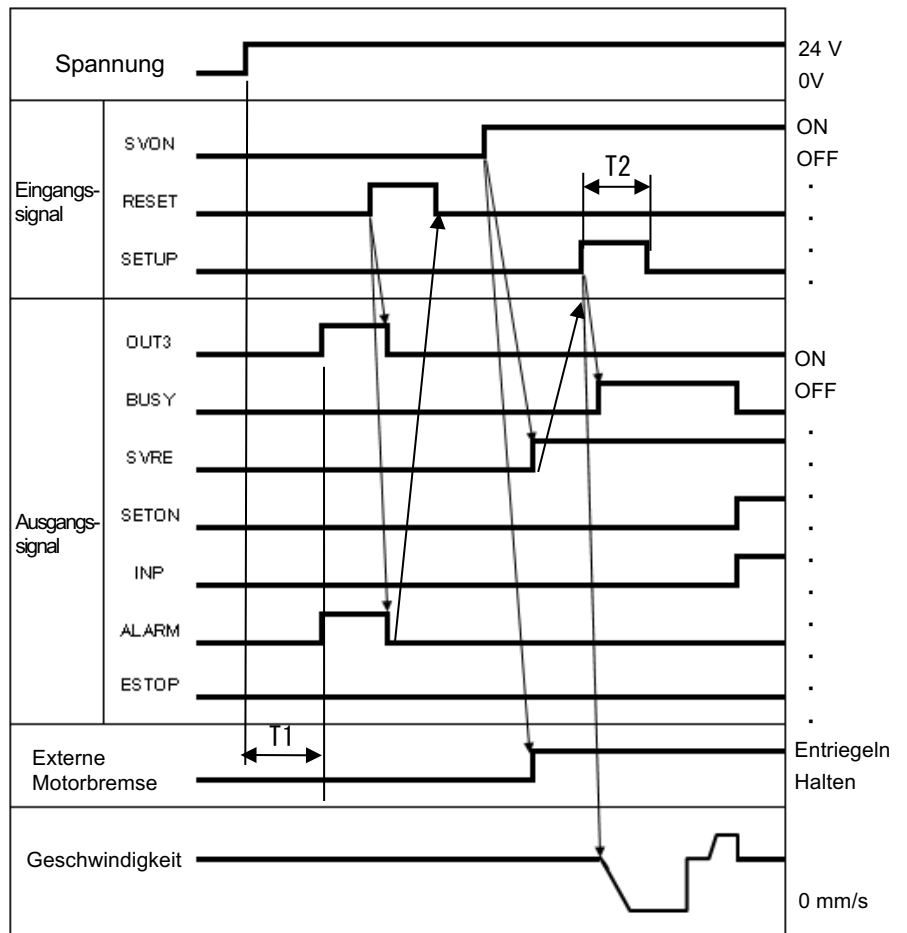 Spannung
24 V
0V
Eingangs-
signal
SVON
ON
OFF
T2
RESET
SETUP
Ausgangs-
signal
OUT3
ON
BUSY
OFF
SVRE
SETON
INP
ALARM
ESTOP
T1
Externe
Motorbremse
Entriegeln
Halten
Geschwindigkeit
0 mm/s